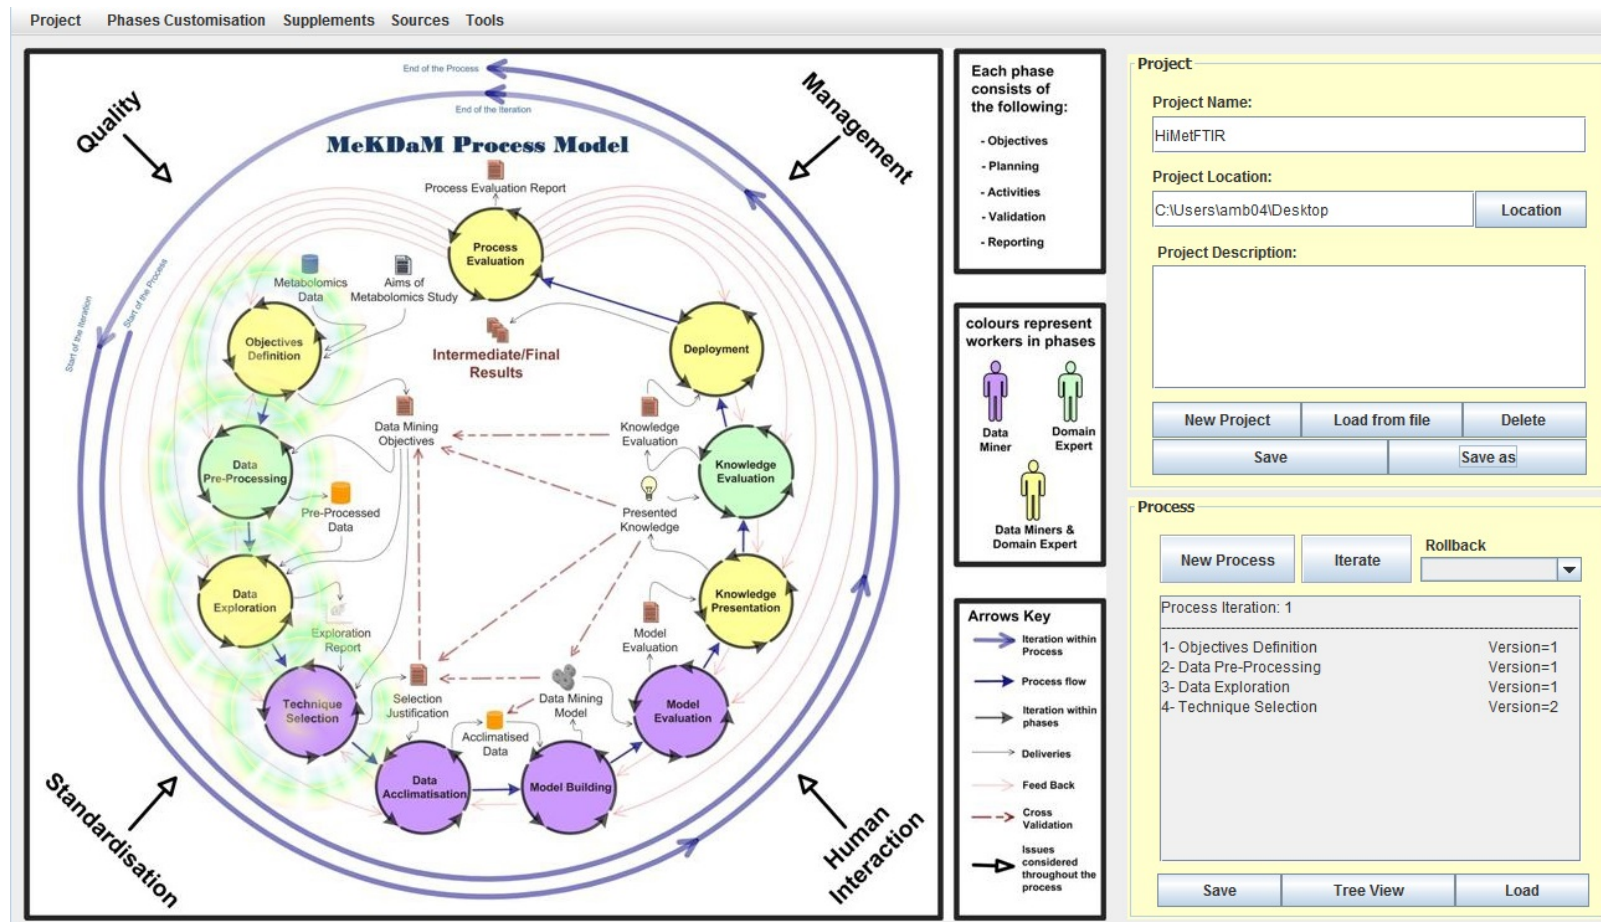 Project   Phases Customisation   Supplements   Sources   Tools
End of the Process
End of the Iteration
Quality
Management
MeKDaM Process Model
Process Evaluation Report
Process
Evaluation
Start of the Iteration
Start of the Process
Metabolomics
Data
Aims of
Metabolomics Study
Objectives
Definition
Intermediate/Final
Results
Deployment
Data Mining
Objectives
Knowledge
Evaluation
Data
Pre-Processing
Knowledge
Evaluation
Pre-Processed
Data
Presented
Knowledge
Data
Exploration
Knowledge
Presentation
Exploration
Report
Model
Evaluation
Technique
Selection
Selection
Justification
Data Mining
Model
Model
Evaluation
Acclimatised
Data
Data
Acclimatisation
Model Building
Standardisation
Human
Interaction
Each phase
consists of
the following:
- Objectives
- Planning
- Activities
- Validation
- Reporting
colours represent
workers in phases
Data
Miner
Domain
Expert
Data Miners &
Domain Expert
Arrows Key
Iteration within
Process
Process flow
Iteration within
phases
Deliveries
Feed Back
Cross
Validation
Issues
considered
throughout the
process
Project
Project Name:
HiMetFTIR
Project Location:
C:\Users\amb04\Desktop   Location
Project Description:
New Project   Load from file   Delete
Save   Save as
Process
New Process   Iterate   Rollback
Process Iteration: 1
1- Objectives Definition   Version=1
2- Data Pre-Processing   Version=1
3- Data Exploration   Version=1
4- Technique Selection   Version=2
Save   Tree View   Load